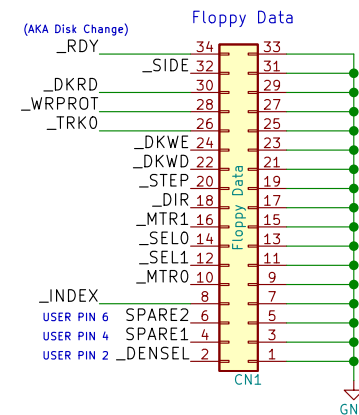 Floppy Data
(AKA Disk Change)
_RDY 34 33
_SIDE 32 31
_DKRD 30 29
_WRPROT 28 27
_TRK0 26 25
_DKWE 24 23
_DKWD 22 21
_STEP 20 19
_DIR 18 17
_MTR1 16 15
_SEL0 14 13
_SEL1 12 11
_MTR0 10 9
_INDEX 8 7
USER PIN 6 SPARE2 6 5
USER PIN 4 SPARE1 4 3
USER PIN 2 _DENSEL 2 1
Floppy Data
CN1
GN